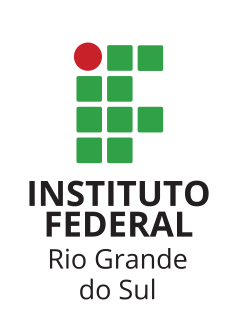 INSTITUTO
FEDERAL
Rio Grande
do Sul